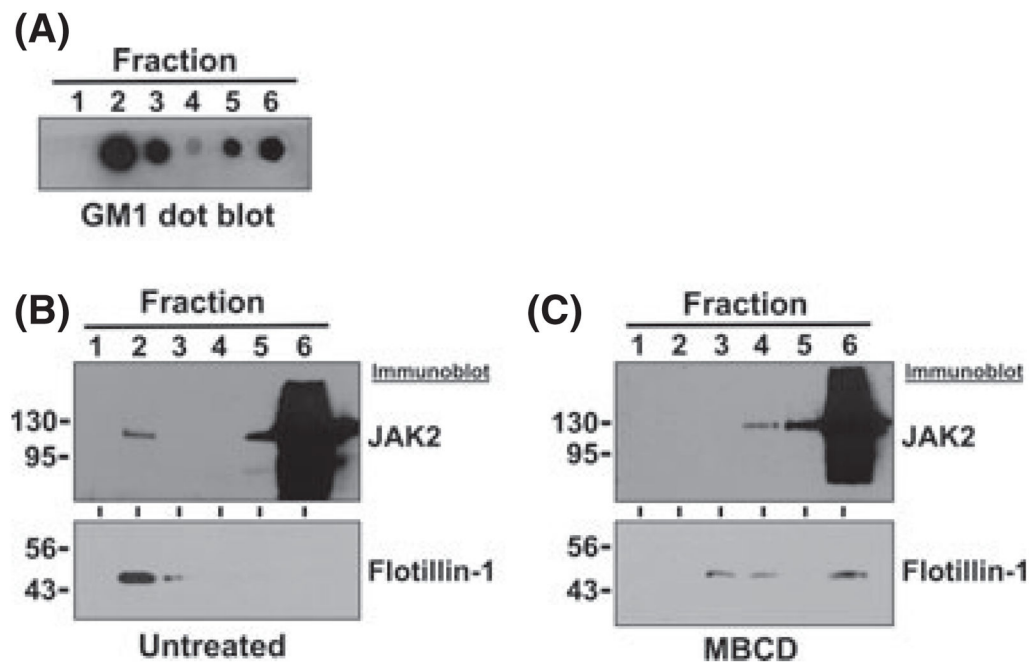 (A)
Fraction
1 2 3 4 5 6
GM1 dot blot
(B)
Fraction
1 2 3 4 5 6
Immunoblot
130-
95-
JAK2
56-
43-
Flotillin-1
Untreated
(C)
Fraction
1 2 3 4 5 6
Immunoblot
130-
95-
JAK2
56-
43-
Flotillin-1
MBCD